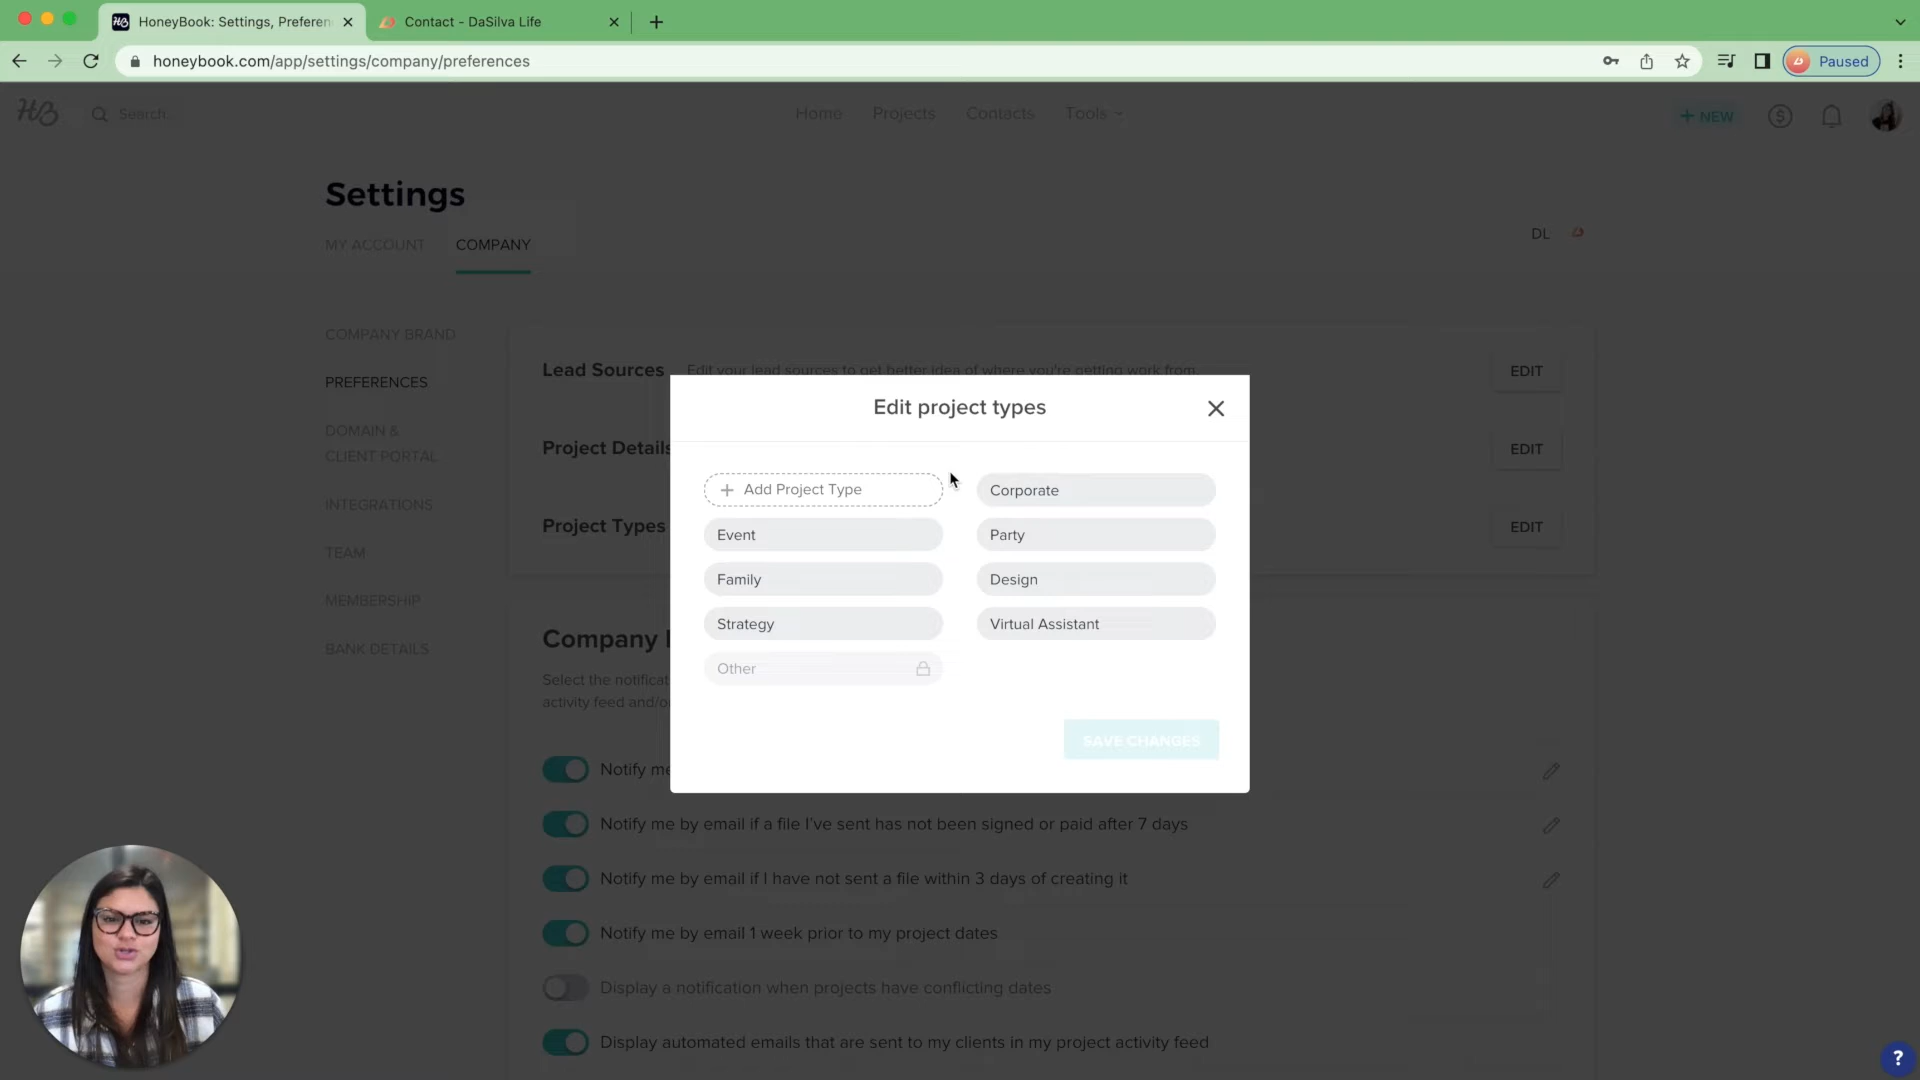 HoneyBook: Settings, Preferen
Contact - DaSilva Life
honeybook.com/app/settings/company/preferences
Paused
HB
Search...
Home
Projects
Contacts
Tools
+ NEW
Settings
MY ACCOUNT
COMPANY
DL
COMPANY BRAND
PREFERENCES
DOMAIN &
CLIENT PORTAL
INTEGRATIONS
TEAM
MEMBERSHIP
BANK DETAILS
Lead Sources
Edit your lead sources to get better idea of where you're getting work from
EDIT
Project Details
EDIT
Project Types
EDIT
Edit project types
+ Add Project Type
Corporate
Event
Party
Family
Design
Strategy
Virtual Assistant
Other
SAVE CHANGES
Company
Select the notificat
activity feed and/o
Notify me
Notify me by email if a file I've sent has not been signed or paid after 7 days
Notify me by email if I have not sent a file within 3 days of creating it
Notify me by email 1 week prior to my project dates
Display a notification when projects have conflicting dates
Display automated emails that are sent to my clients in my project activity feed
?